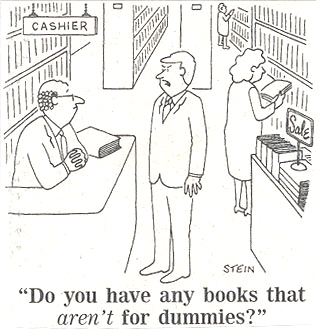 CASHIER
Sale
STEIN
“Do you have any books that
aren't for dummies?”